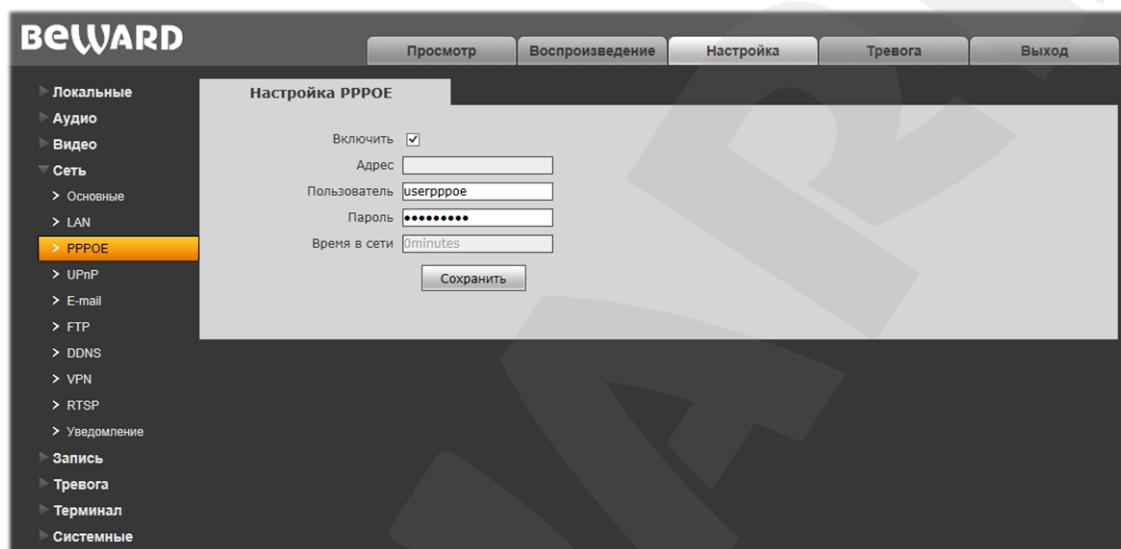 BEWARD
Просмотр Воспроизведение Настройка Тревога Выход
Локальные
Аудио
Видео
Сеть
> Основные
> LAN
> PPPOE
> UPnP
> E-mail
> FTP
> DDNS
> VPN
> RTSP
> Уведомление
Запись
Тревога
Терминал
Системные
Настройка PPPOE
Включить
Адрес
Пользователь userpppoe
Пароль •••••••••
Время в сети 0minutes
Сохранить